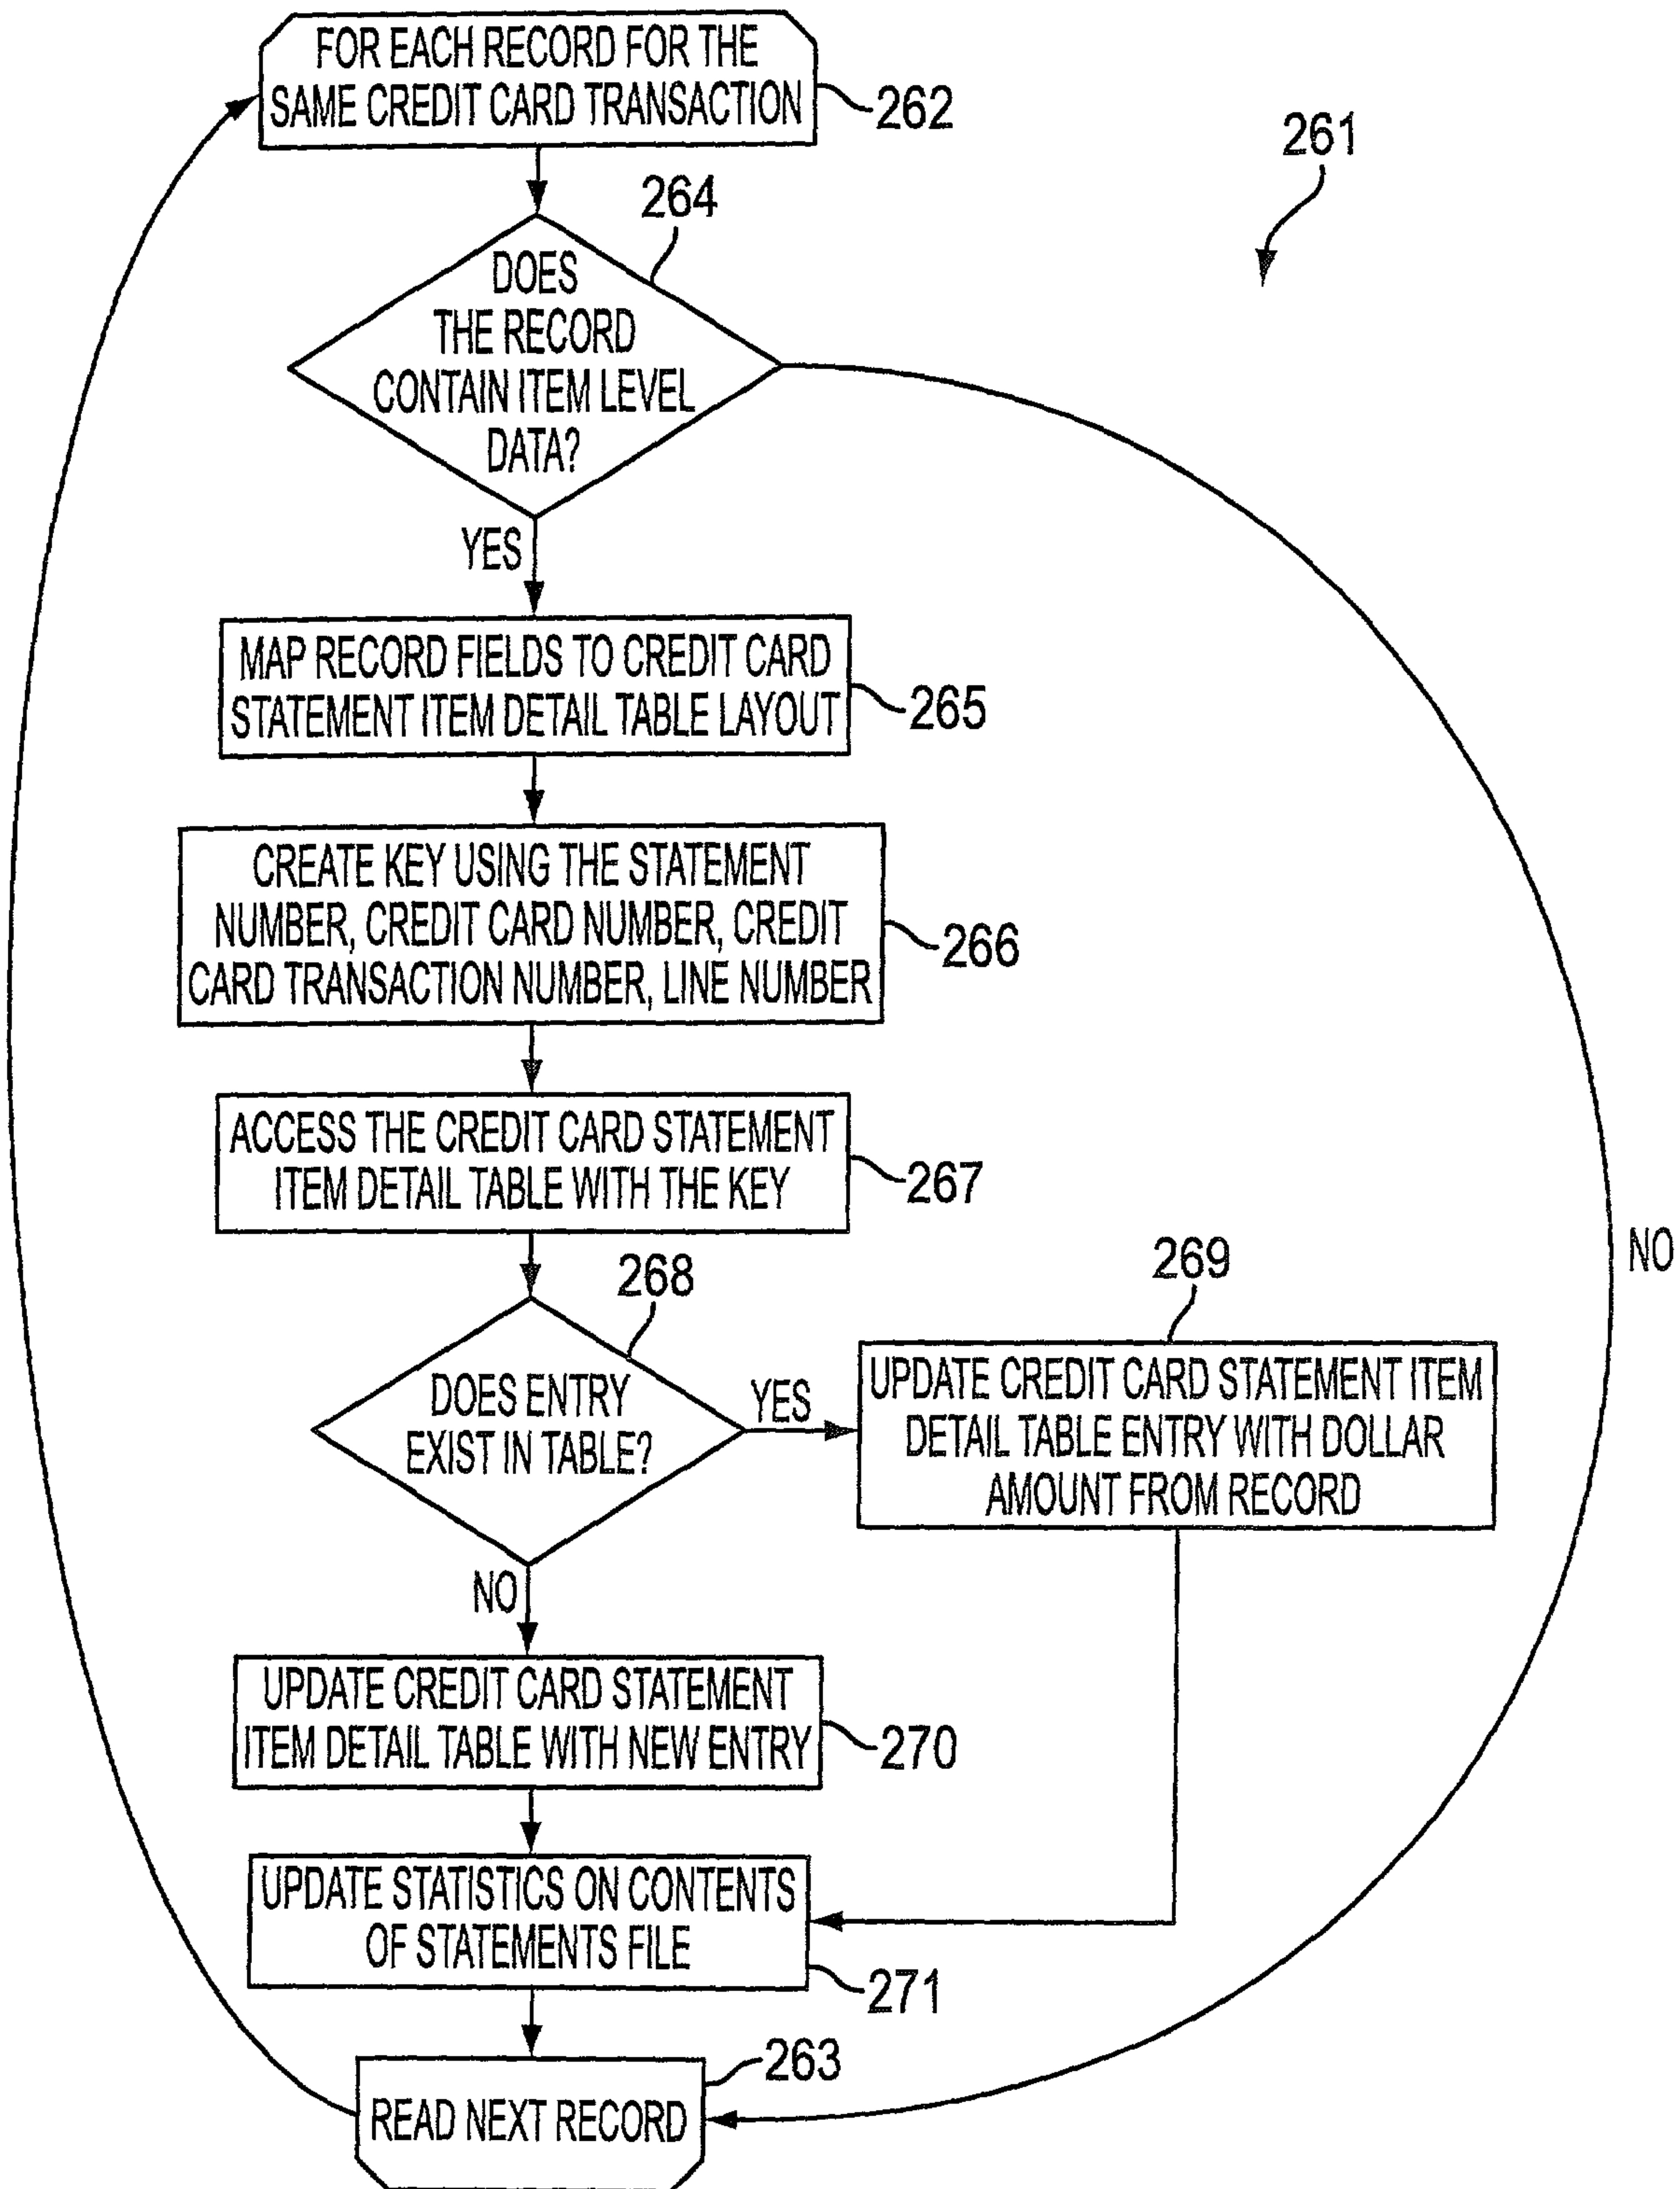 FOR EACH RECORD FOR THE
SAME CREDIT CARD TRANSACTION
262
261
264
DOES
THE RECORD
CONTAIN ITEM LEVEL
DATA?
YES
MAP RECORD FIELDS TO CREDIT CARD
STATEMENT ITEM DETAIL TABLE LAYOUT
265
CREATE KEY USING THE STATEMENT
NUMBER, CREDIT CARD NUMBER, CREDIT
CARD TRANSACTION NUMBER, LINE NUMBER
266
ACCESS THE CREDIT CARD STATEMENT
ITEM DETAIL TABLE WITH THE KEY
267
NO
268
DOES ENTRY
EXIST IN TABLE?
YES
269
UPDATE CREDIT CARD STATEMENT ITEM
DETAIL TABLE ENTRY WITH DOLLAR
AMOUNT FROM RECORD
NO
UPDATE CREDIT CARD STATEMENT
ITEM DETAIL TABLE WITH NEW ENTRY
270
UPDATE STATISTICS ON CONTENTS
OF STATEMENTS FILE
271
263
READ NEXT RECORD